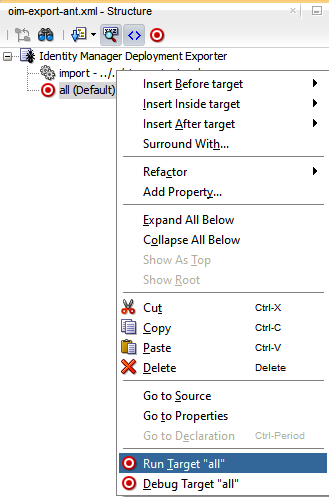 oim-export-ant.xml - Structure
Identity Manager Deployment Exporter
import - ../
all (Default)
Insert Before target
Insert Inside target
Insert After target
Surround With...
Refactor
Add Property...
Expand All Below
Collapse All Below
Show As Top
Show Root
Cut Ctrl-X
Copy Ctrl-C
Paste Ctrl-V
Delete Delete
Go to Source
Go to Properties
Go to Declaration Ctrl-Period
Run Target "all"
Debug Target "all"